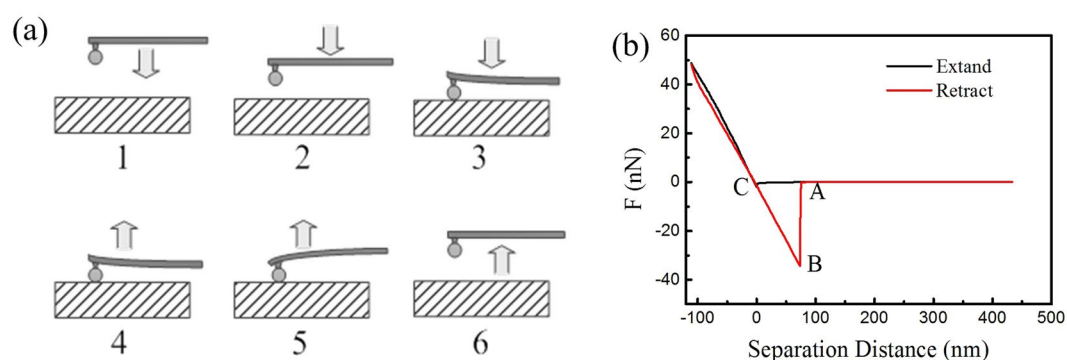 (a)
1 2 3
4 5 6
(b)
Extand
Retract
60
40
20
0
-20
-40
F (nN)
C A
B
-100 0 100 200 300 400 500
Separation Distance (nm)